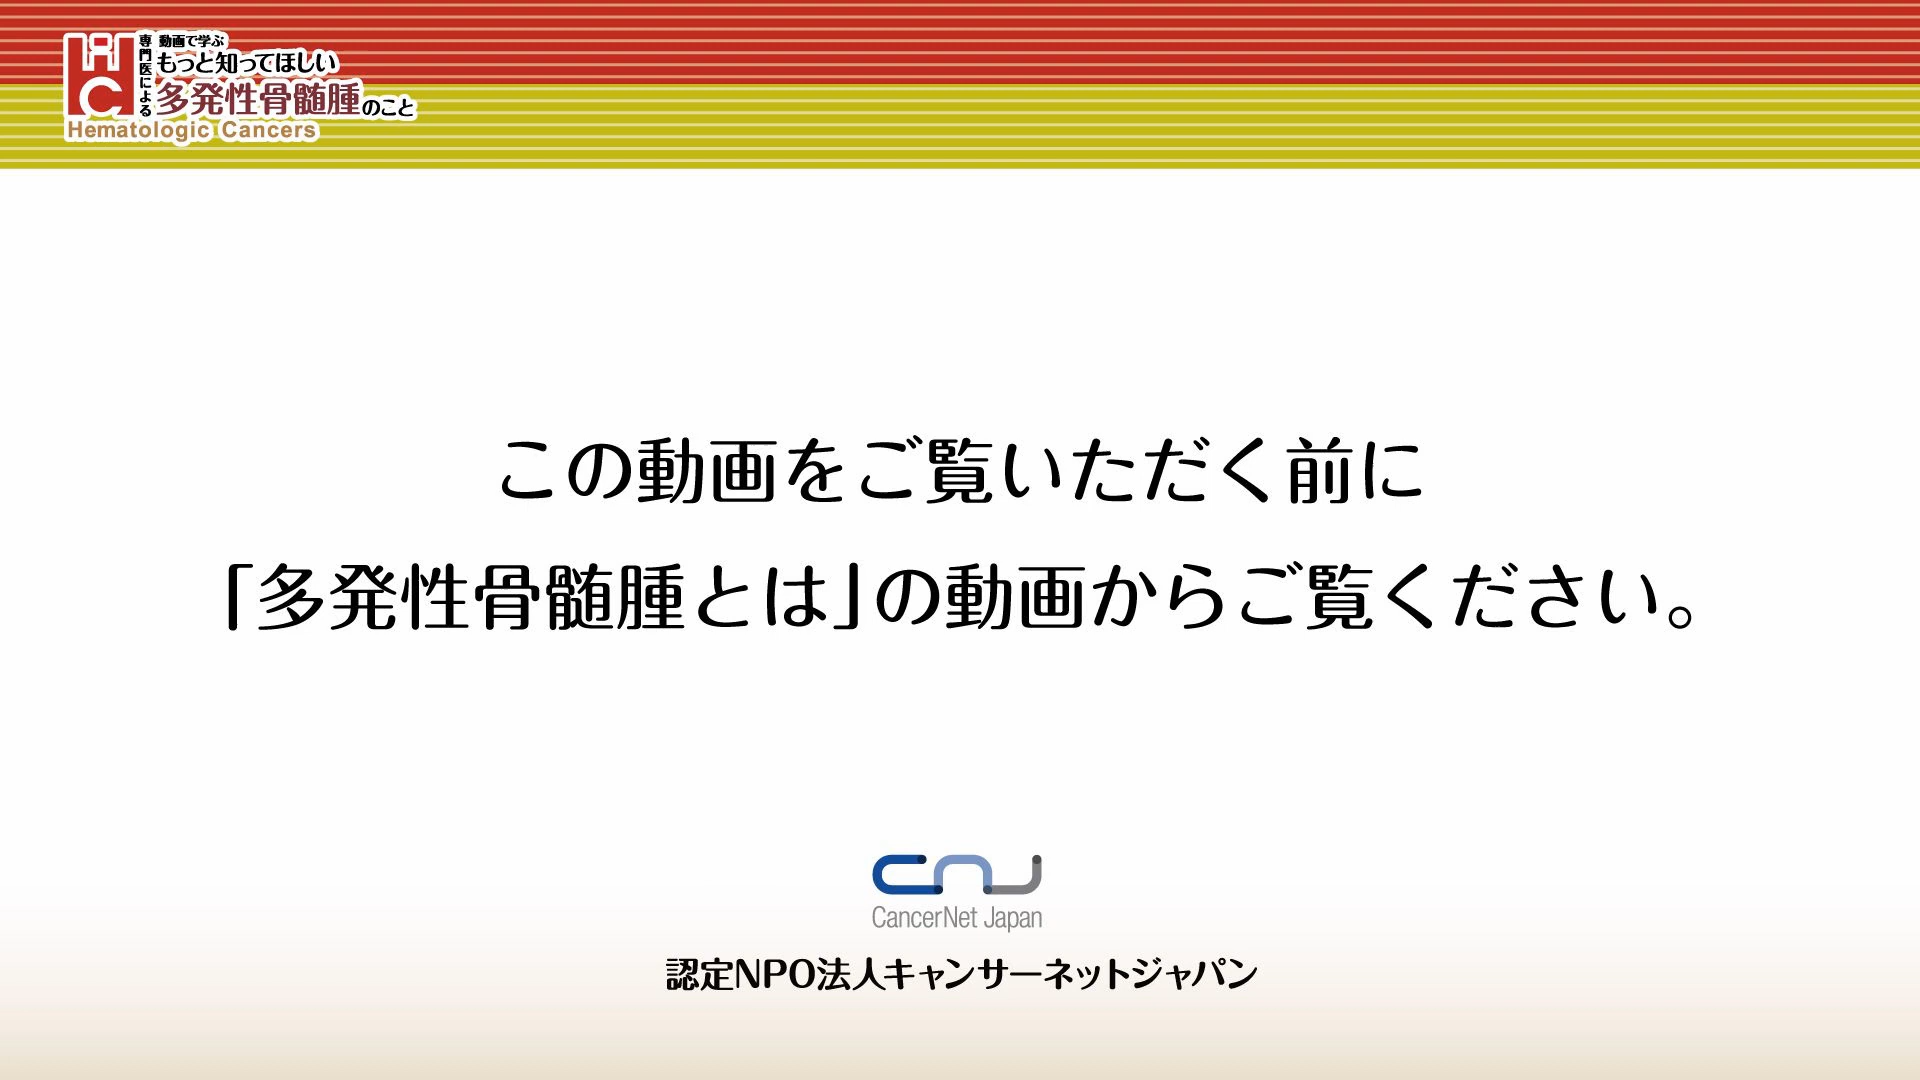 専門医による
動画で学ぶ
もっと知ってほしい
多発性骨髄腫のこと
HC
Hematologic Cancers
この動画をご覧いただく前に
「多発性骨髄腫とは」の動画からご覧ください。
cnj
CancerNet Japan
認定NPO法人キャンサーネットジャパン